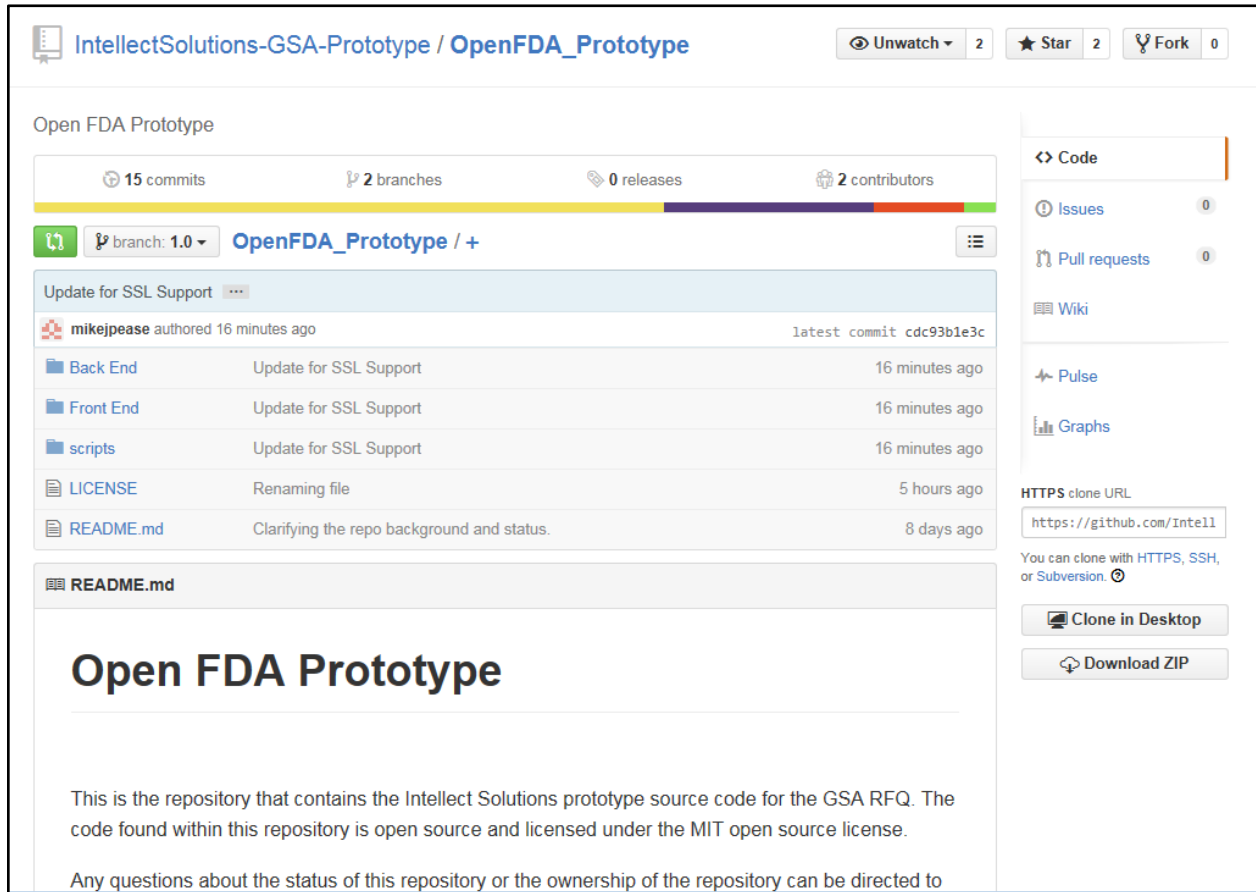 IntellectSolutions-GSA-Prototype / OpenFDA_Prototype
Unwatch 2
Star 2
Fork 0
Open FDA Prototype
15 commits
2 branches
0 releases
2 contributors
branch: 1.0
OpenFDA_Prototype / +
Update for SSL Support ...
mikejpease authored 16 minutes ago
latest commit cdc93b1e3c
Back End Update for SSL Support 16 minutes ago
Front End Update for SSL Support 16 minutes ago
scripts Update for SSL Support 16 minutes ago
LICENSE Renaming file 5 hours ago
README.md Clarifying the repo background and status. 8 days ago
README.md
Open FDA Prototype
This is the repository that contains the Intellect Solutions prototype source code for the GSA RFQ. The
code found within this repository is open source and licensed under the MIT open source license.
Any questions about the status of this repository or the ownership of the repository can be directed to
<> Code
Issues 0
Pull requests 0
Wiki
Pulse
Graphs
HTTPS clone URL
https://github.com/Intell
You can clone with HTTPS, SSH,
or Subversion.
Clone in Desktop
Download ZIP